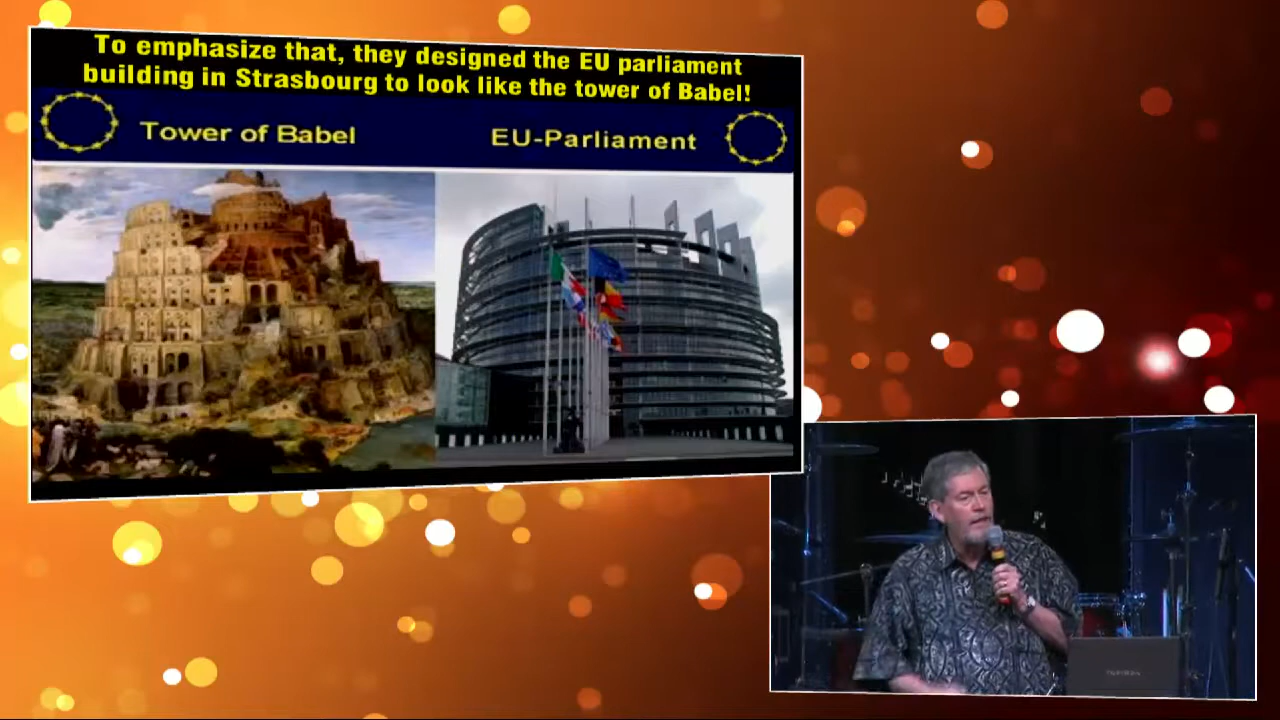 To emphasize that, they designed the EU parliament
building in Strasbourg to look like the tower of Babel!
Tower of Babel
EU-Parliament